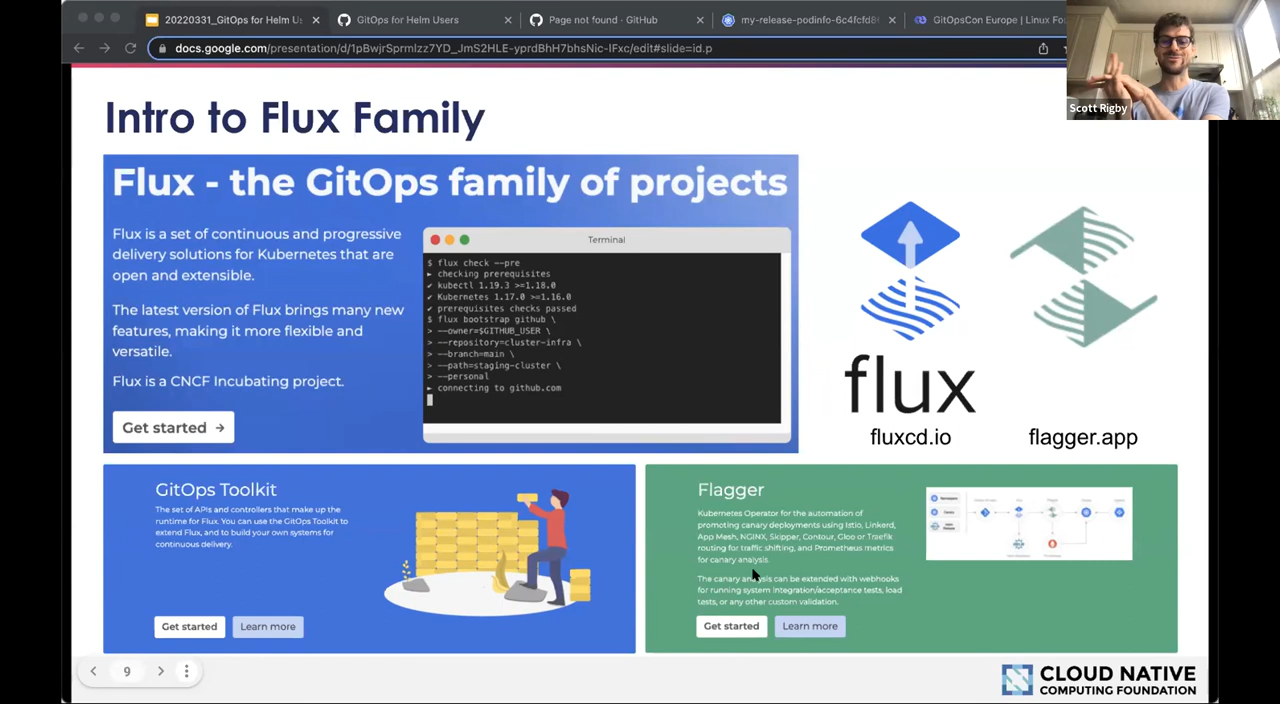 20220331_GitOps for Helm Us
GitOps for Helm Users
Page not found · GitHub
my-release-podinfo-6c4fcfd8
GitOpsCon Europe | Linux Fou
docs.google.com/presentation/d/1pBwjrSprmlzz7YD_JmS2HLE-yprdBhH7bhsNic-IFxc/edit#slide=id.p
Scott Rigby
Intro to Flux Family
Flux - the GitOps family of projects
Flux is a set of continuous and progressive
delivery solutions for Kubernetes that are
open and extensible.
The latest version of Flux brings many new
features, making it more flexible and
versatile.
Flux is a CNCF Incubating project.
Get started →
Terminal
$ flux check --pre
► checking prerequisites
✔ kubectl 1.19.3 >=1.18.0
✔ Kubernetes 1.17.0 >=1.16.0
✔ prerequisites checks passed
$ flux bootstrap github \
> --owner=$GITHUB_USER \
> --repository=cluster-infra \
> --branch=main \
> --path=staging-cluster \
> --personal
► connecting to github.com
flux
fluxcd.io
flagger.app
GitOps Toolkit
The set of APIs and controllers that make up the
runtime for Flux. You can use the GitOps Toolkit to
extend Flux, and to build your own systems for
continuous delivery.
Get started
Learn more
Flagger
Kubernetes Operator for the automation of
promoting canary deployments using Istio, Linkerd,
App Mesh, NGINX, Skipper, Contour, Gloo or Traefik
routing for traffic shifting, and Prometheus metrics
for canary analysis.
The canary analysis can be extended with webhooks
for running system integration/acceptance tests, load
tests, or any other custom validation.
Get started
Learn more
9
CLOUD NATIVE
COMPUTING FOUNDATION